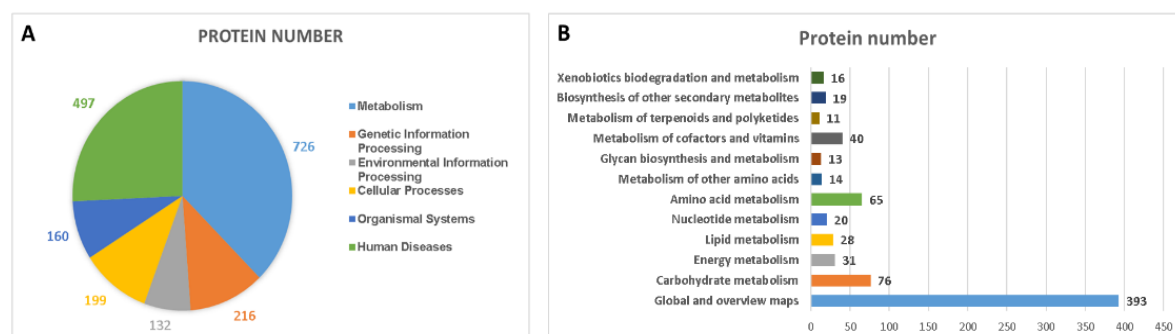 A
PROTEIN NUMBER
497
726
160
199
132
216
Metabolism
Genetic Information
Processing
Environmental Information
Processing
Cellular Processes
Organismal Systems
Human Diseases
B
Protein number
Xenobiotics biodegradation and metabolism 16
Biosynthesis of other secondary metabolites 19
Metabolism of terpenoids and polyketides 11
Metabolism of cofactors and vitamins 40
Glycan biosynthesis and metabolism 13
Metabolism of other amino acids 14
Amino acid metabolism 65
Nucleotide metabolism 20
Lipid metabolism 28
Energy metabolism 31
Carbohydrate metabolism 76
Global and overview maps 393
0 50 100 150 200 250 300 350 400 450